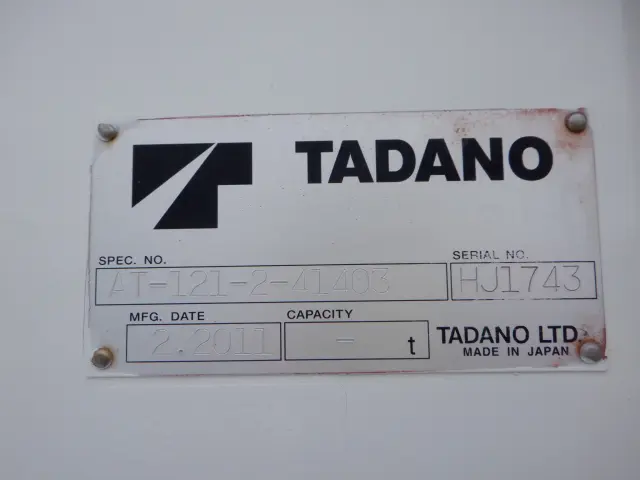 TADANO
SPEC. NO.
SERIAL NO.
AT-121-2-41403
HJ1743
MFG. DATE
CAPACITY
2.2011
- t
TADANO LTD.
MADE IN JAPAN